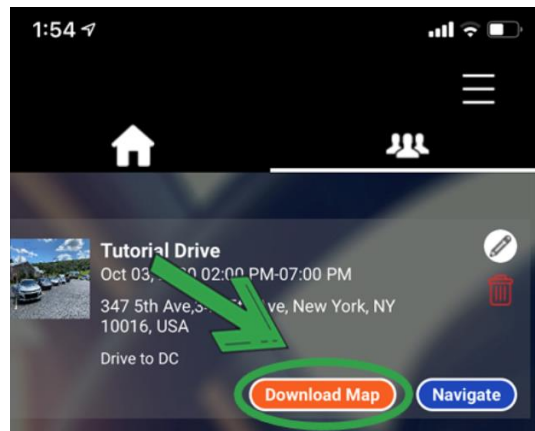 1:54
Tutorial Drive
Oct 03, 02:00 PM-07:00 PM
347 5th Ave, New York, NY
10016, USA
Drive to DC
Download Map
Navigate